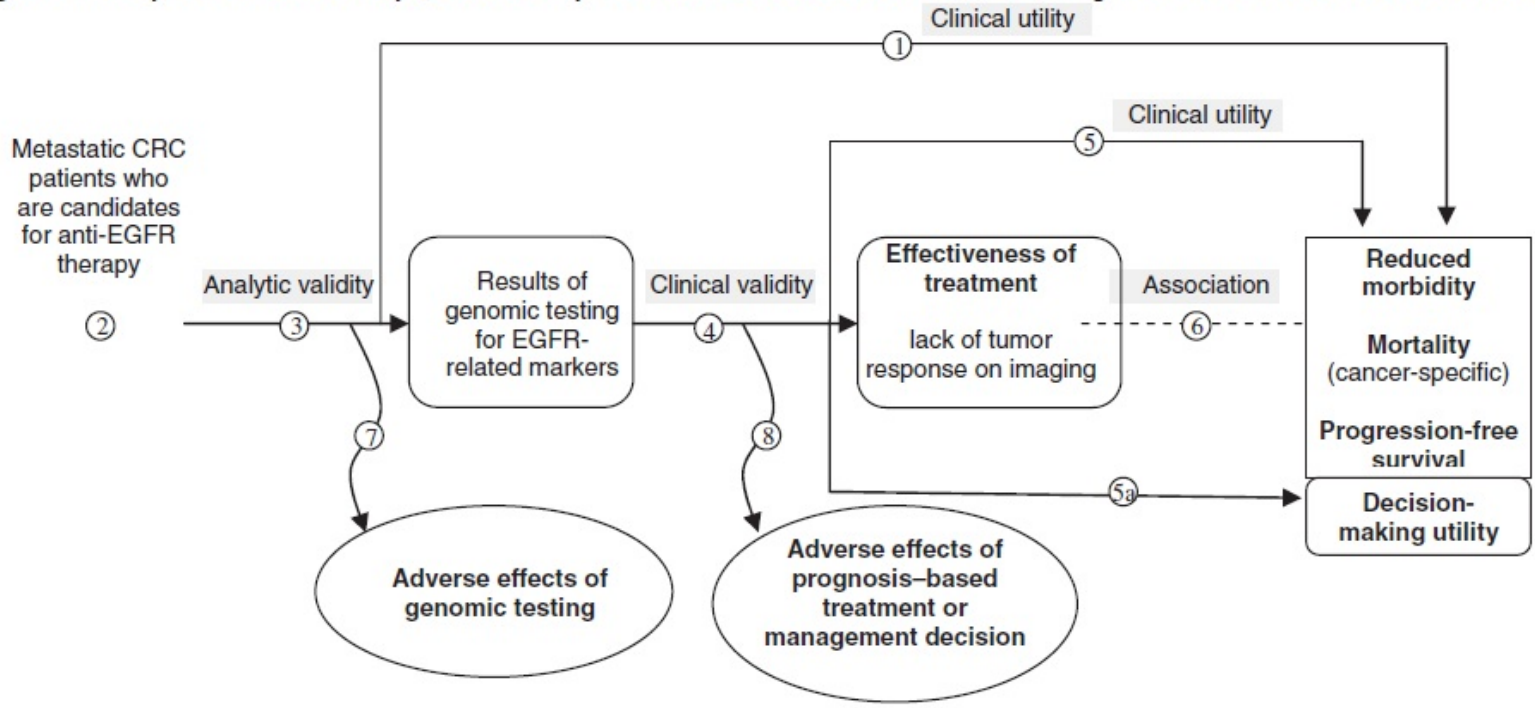 Clinical utility
1
Clinical utility
5
Metastatic CRC
patients who
are candidates
for anti-EGFR
therapy
2
Analytic validity
3
Results of
genomic testing
for EGFR-
related markers
Clinical validity
4
Effectiveness of
treatment
lack of tumor
response on imaging
Association
6
Reduced
morbidity
Mortality
(cancer-specific)
Progression-free
survival
7
8
5a
Decision-
making utility
Adverse effects of
genomic testing
Adverse effects of
prognosis–based
treatment or
management decision